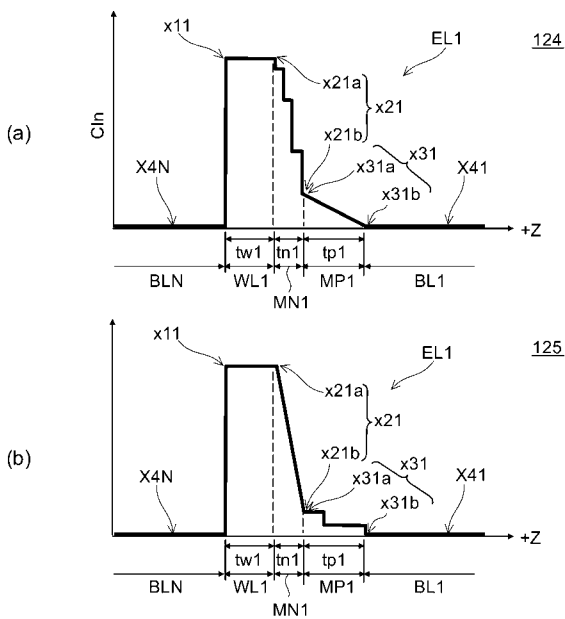 x11
EL1
124
(a)
CIn
x21a
x21
x21b
x31a
x31
x31b
X4N
X41
+Z
tw1
tn1
tp1
BLN
WL1
MP1
BL1
MN1
x11
EL1
125
(b)
CIn
x21a
x21
x21b
x31a
x31
x31b
X4N
X41
+Z
tw1
tn1
tp1
BLN
WL1
MP1
BL1
MN1